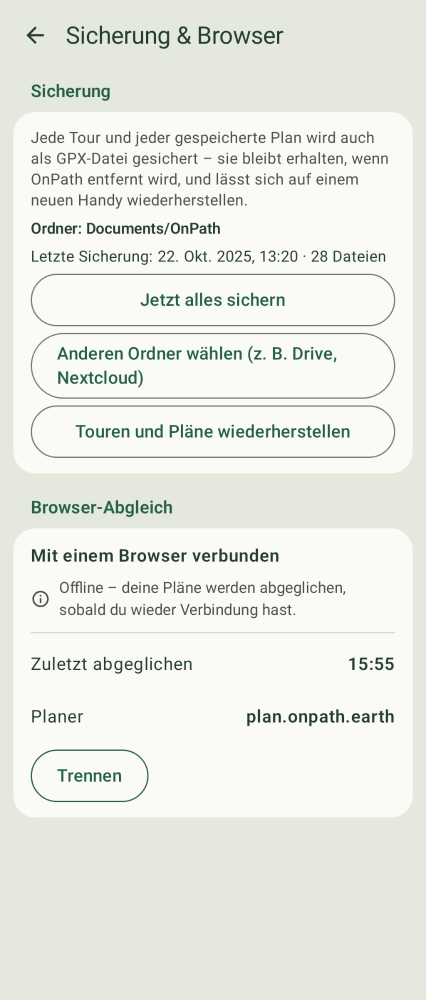 Sicherung & Browser
Sicherung
Jede Tour und jeder gespeicherte Plan wird auch
als GPX-Datei gesichert – sie bleibt erhalten, wenn
OnPath entfernt wird, und lässt sich auf einem
neuen Handy wiederherstellen.
Ordner: Documents/OnPath
Letzte Sicherung: 22. Okt. 2025, 13:20 · 28 Dateien
Jetzt alles sichern
Anderen Ordner wählen (z. B. Drive,
Nextcloud)
Touren und Pläne wiederherstellen
Browser-Abgleich
Mit einem Browser verbunden
Offline – deine Pläne werden abgeglichen,
sobald du wieder Verbindung hast.
Zuletzt abgeglichen 15:55
Planer plan.onpath.earth
Trennen